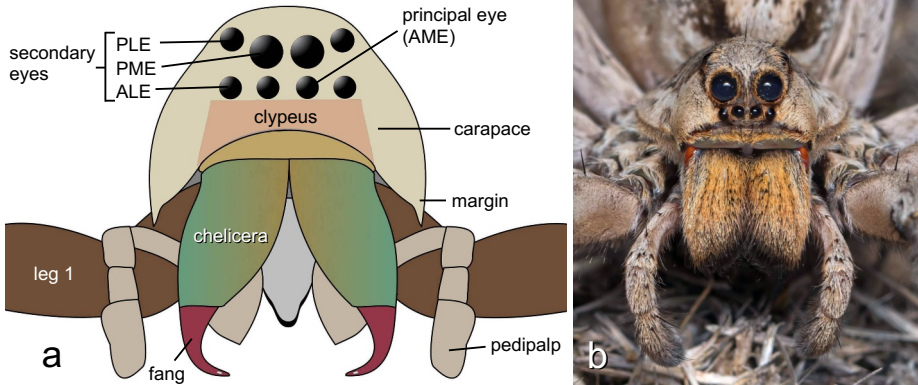 secondary
eyes
PLE
PME
ALE
principal eye
(AME)
clypeus
carapace
margin
chelicera
leg 1
fang
pedipalp
a
b